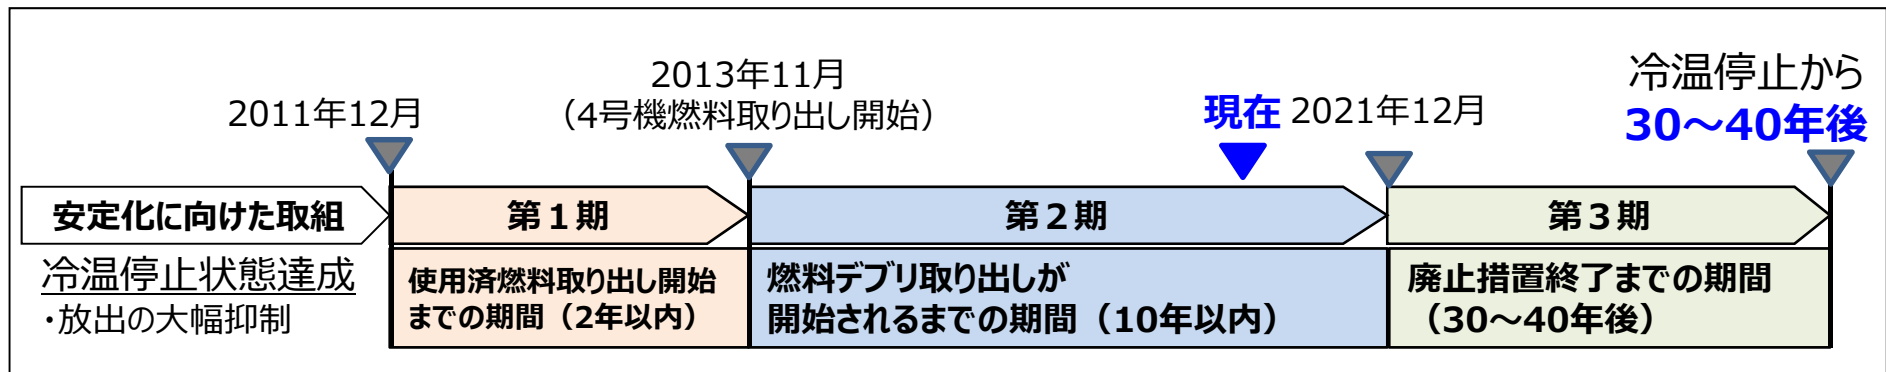 2011年12月
2013年11月
（4号機燃料取り出し開始）
現在
2021年12月
冷温停止から
30～40年後
安定化に向けた取組
第１期
第２期
第３期
冷温停止状態達成
・放出の大幅抑制
使用済燃料取り出し開始
までの期間（2年以内）
燃料デブリ取り出しが
開始されるまでの期間（10年以内）
廃止措置終了までの期間
（30～40年後）